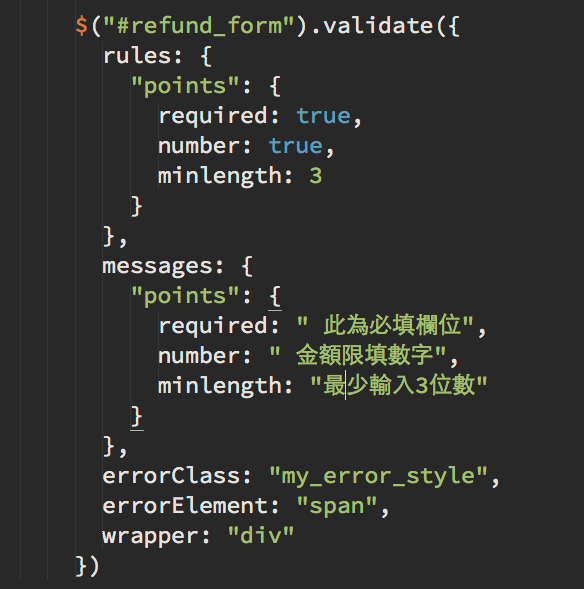 $("#refund_form").validate({
  rules: {
    "points": {
      required: true,
      number: true,
      minlength: 3
    }
  },
  messages: {
    "points": {
      required: " 此為必填欄位",
      number: " 金額限填數字",
      minlength: "最少輸入3位數"
    }
  },
  errorClass: "my_error_style",
  errorElement: "span",
  wrapper: "div"
})